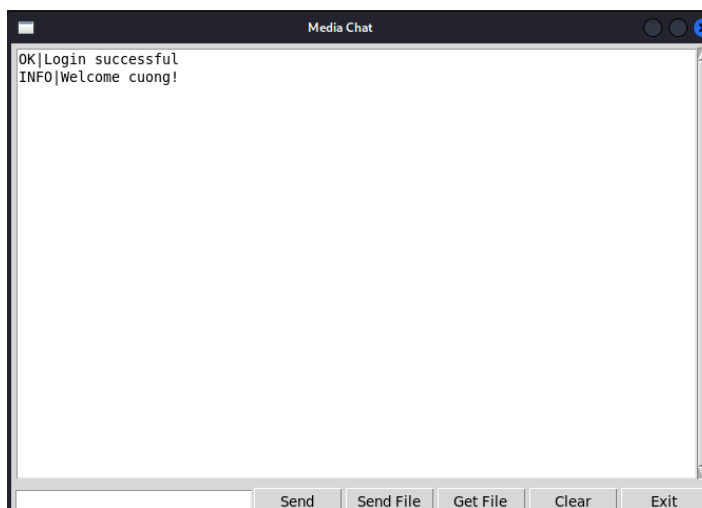 Media Chat
OK|Login successful
INFO|Welcome cuong!
Send Send File Get File Clear Exit